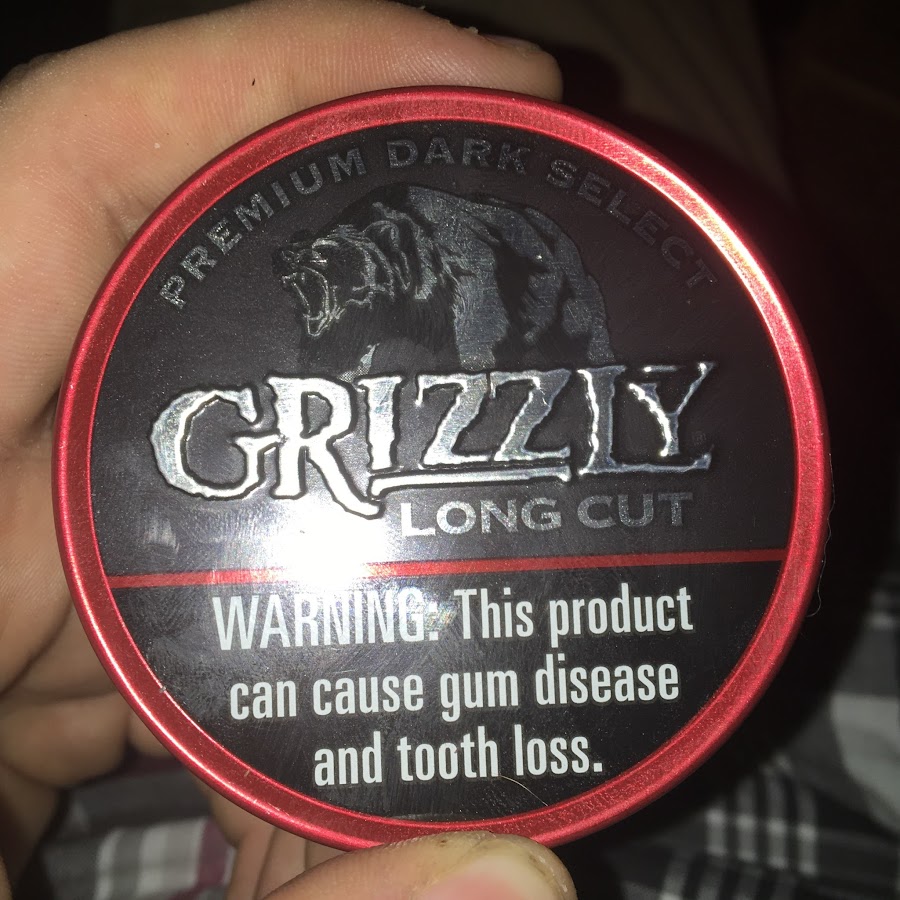 PREMIUM DARK SELECT
GRIZZLY
LONG CUT
WARNING: This product
can cause gum disease
and tooth loss.